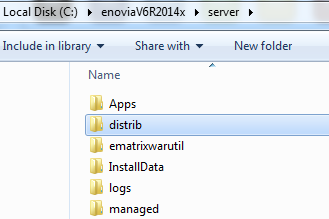 Local Disk (C:) ▸ enoviaV6R2014x ▸ server ▸
Include in library ▾ Share with ▾ New folder
Name
Apps
distrib
ematrixwarutil
InstallData
logs
managed